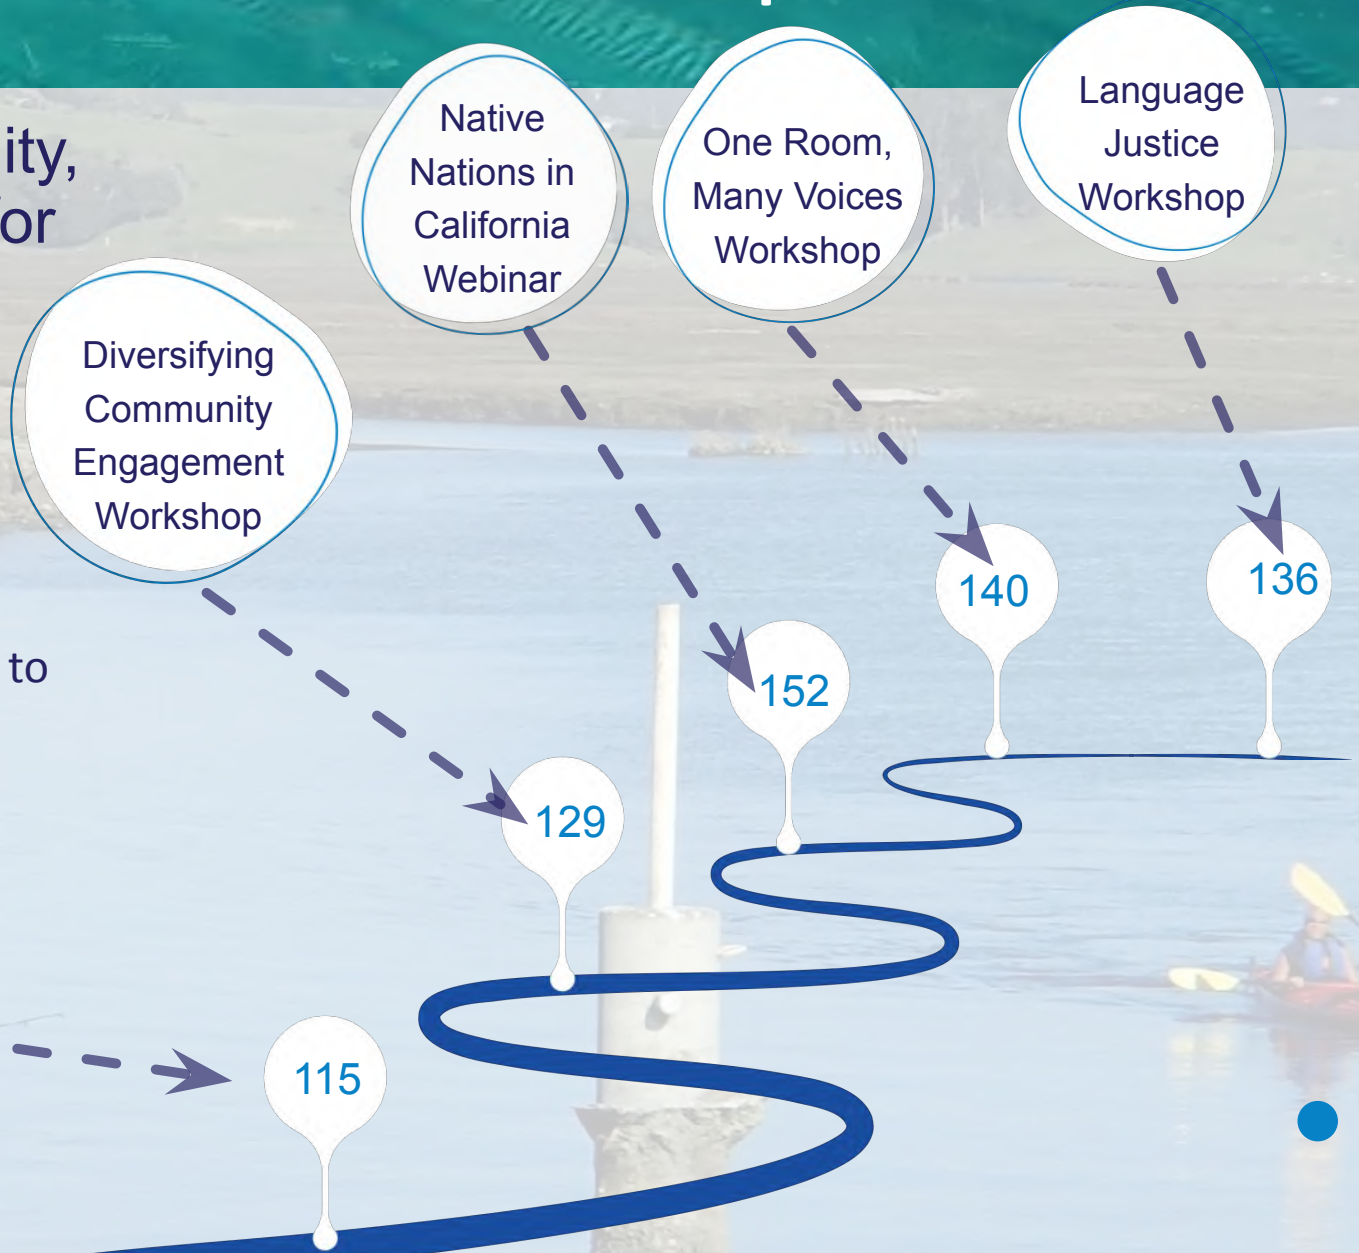 ity,
for
Native
Nations in
California
Webinar
One Room,
Many Voices
Workshop
Language
Justice
Workshop
Diversifying
Community
Engagement
Workshop
to
140
136
152
129
115